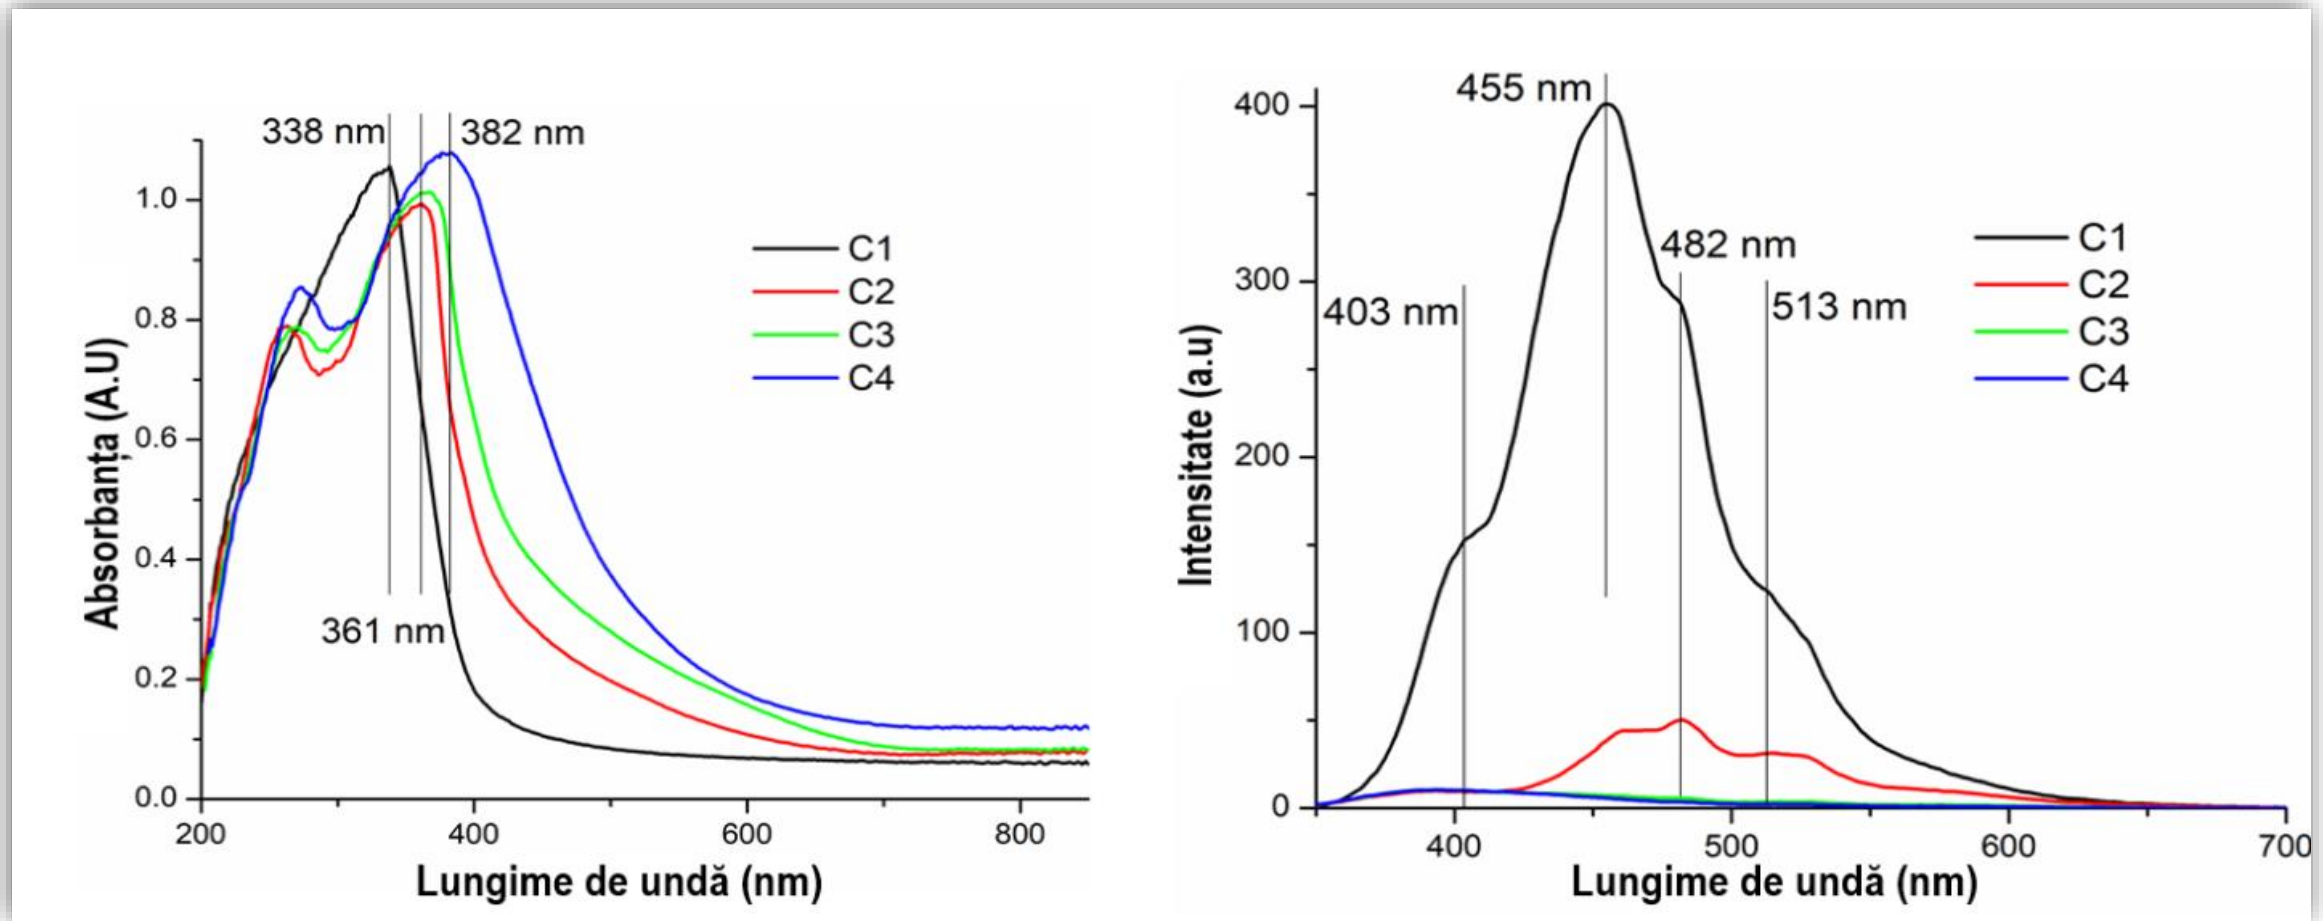 338 nm
382 nm
361 nm
1.0
0.8
0.6
0.4
0.2
0.0
200
400
600
800
Absorbanța (A.U)
Lungime de undă (nm)
C1
C2
C3
C4
455 nm
482 nm
403 nm
513 nm
400
300
200
100
0
400
500
600
700
Intensitate (a.u)
Lungime de undă (nm)
C1
C2
C3
C4